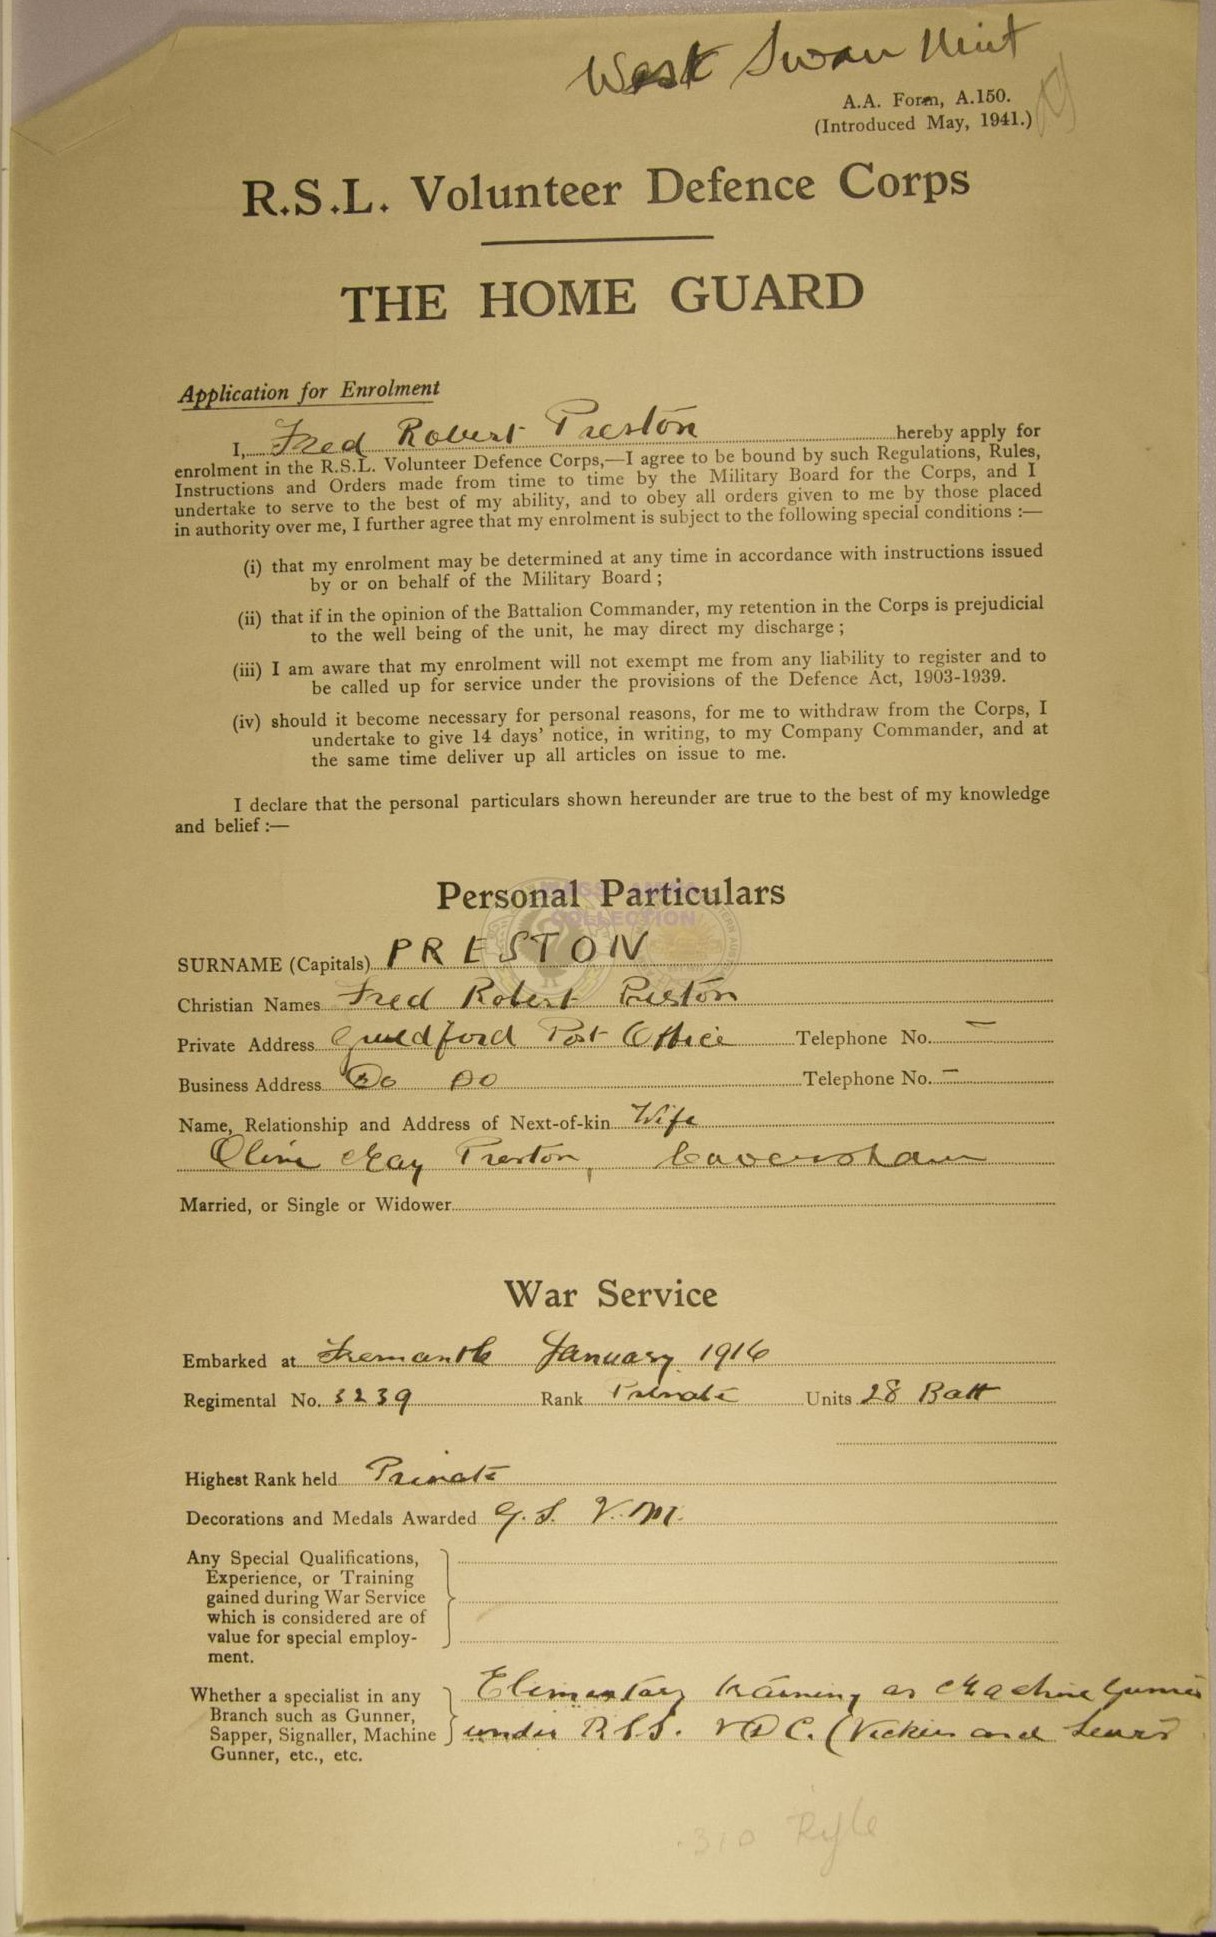 West Swan Unit
A.A. Form, A.150.
(Introduced May, 1941.)
R.S.L. Volunteer Defence Corps
THE HOME GUARD
Application for Enrolment
I, Fred Robert Preston hereby apply for
enrolment in the R.S.L. Volunteer Defence Corps,—I agree to be bound by such Regulations, Rules,
Instructions and Orders made from time to time by the Military Board for the Corps, and I
undertake to serve to the best of my ability, and to obey all orders given to me by those placed
in authority over me, I further agree that my enrolment is subject to the following special conditions :—
(i) that my enrolment may be determined at any time in accordance with instructions issued
by or on behalf of the Military Board ;
(ii) that if in the opinion of the Battalion Commander, my retention in the Corps is prejudicial
to the well being of the unit, he may direct my discharge ;
(iii) I am aware that my enrolment will not exempt me from any liability to register and to
be called up for service under the provisions of the Defence Act, 1903-1939.
(iv) should it become necessary for personal reasons, for me to withdraw from the Corps, I
undertake to give 14 days' notice, in writing, to my Company Commander, and at
the same time deliver up all articles on issue to me.
I declare that the personal particulars shown hereunder are true to the best of my knowledge
and belief :—
Personal Particulars
COLLECTION
SURNAME (Capitals) PRESTON
Christian Names Fred Robert Preston
Private Address Guildford Post Office Telephone No. —
Business Address Do Do Telephone No. —
Name, Relationship and Address of Next-of-kin Wife
Olive May Preston, Caversham
Married, or Single or Widower
War Service
Embarked at Fremantle January 1916
Regimental No. 3239 Rank Private Units 28 Batt
Highest Rank held Private
Decorations and Medals Awarded G.S. V.M.
Any Special Qualifications,
Experience, or Training
gained during War Service
which is considered are of
value for special employ-
ment.
Whether a specialist in any
Branch such as Gunner,
Sapper, Signaller, Machine
Gunner, etc., etc.
Elementary training as Machine Gunner
under R.S.L. VDC. (Vickers and Lewis
.310 Rifle